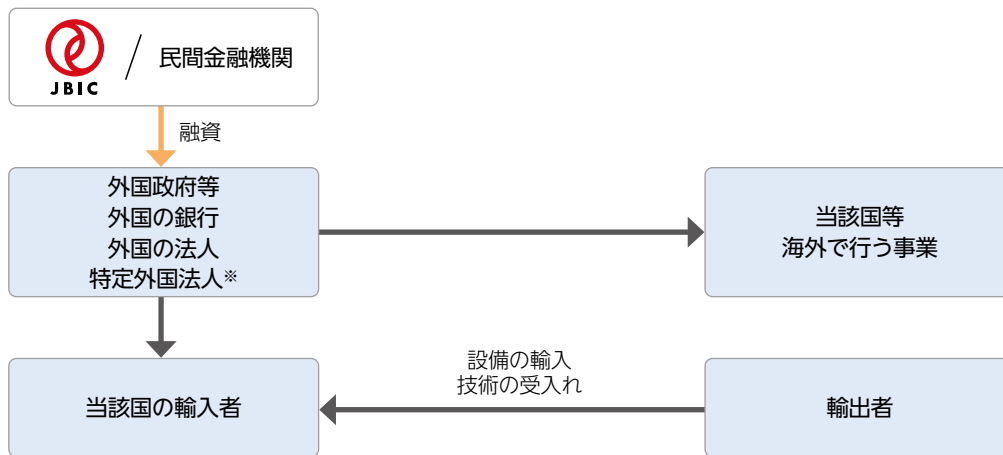 JBIC
民間金融機関
融資
外国政府等
外国の銀行
外国の法人
特定外国法人※
当該国等
海外で行う事業
設備の輸入
技術の受入れ
当該国の輸入者
輸出者